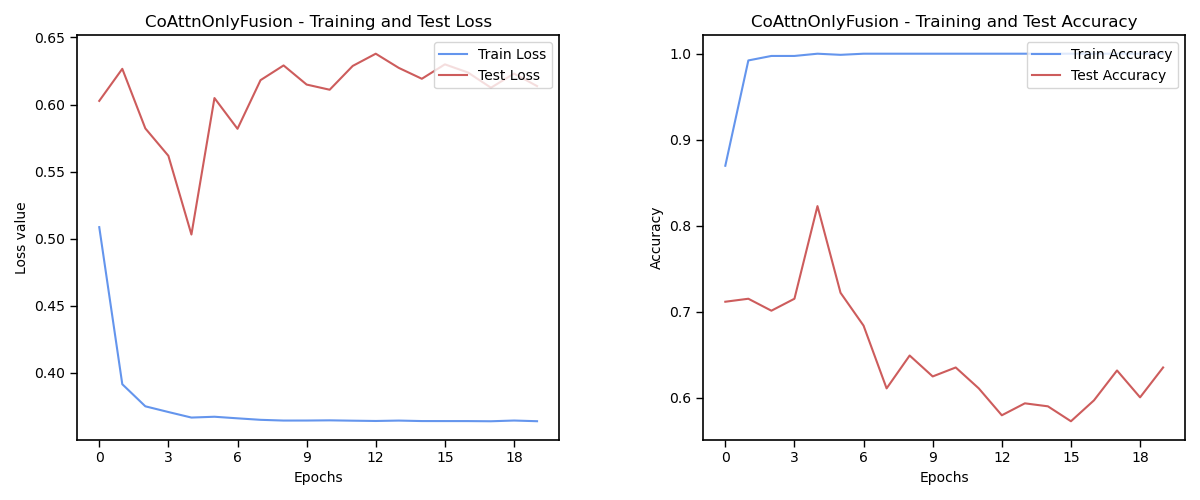 CoAttnOnlyFusion - Training and Test Loss
0.65
0.60
0.55
0.50
0.45
0.40
Loss value
0 3 6 9 12 15 18
Epochs
Train Loss
Test Loss
CoAttnOnlyFusion - Training and Test Accuracy
1.0
0.9
0.8
0.7
0.6
Accuracy
0 3 6 9 12 15 18
Epochs
Train Accuracy
Test Accuracy